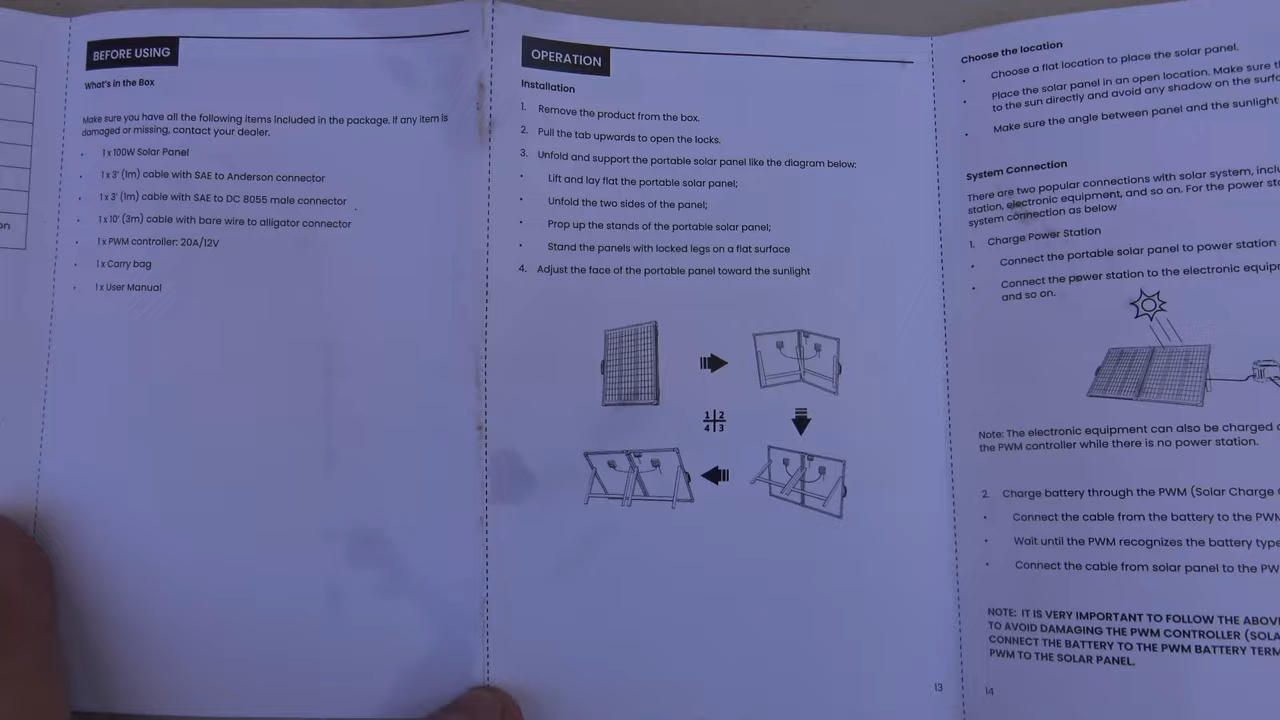 on
BEFORE USING
What's in the Box
Make sure you have all the following items included in the package. If any item is
damaged or missing, contact your dealer.
• 1 x 100W Solar Panel
• 1 x 3' (1m) cable with SAE to Anderson connector
• 1 x 3' (1m) cable with SAE to DC 8055 male connector
• 1 x 10' (3m) cable with bare wire to alligator connector
• 1 x PWM controller: 20A/12V
• 1 x Carry bag
• 1 x User Manual
OPERATION
Installation
1. Remove the product from the box.
2. Pull the tab upwards to open the locks.
3. Unfold and support the portable solar panel like the diagram below:
• Lift and lay flat the portable solar panel;
• Unfold the two sides of the panel;
• Prop up the stands of the portable solar panel;
• Stand the panels with locked legs on a flat surface
4. Adjust the face of the portable panel toward the sunlight
1 2
4 3
13
Choose the location
• Choose a flat location to place the solar panel.
• Place the solar panel in an open location. Make sure
to the sun directly and avoid any shadow on the
• Make sure the angle between panel and the sunlight
System Connection
There are two popular connections with solar system,
station, electronic equipment, and so on. For the power
system connection as below
1. Charge Power Station
• Connect the portable solar panel to power station
• Connect the power station to the electronic
and so on.
Note: The electronic equipment can also be charged
the PWM controller while there is no power station.
2. Charge battery through the PWM (Solar Charge
• Connect the cable from the battery to the
• Wait until the PWM recognizes the battery type
• Connect the cable from solar panel to the
NOTE: IT IS VERY IMPORTANT TO FOLLOW THE
TO AVOID DAMAGING THE PWM CONTROLLER
CONNECT THE BATTERY TO THE PWM BATTERY
PWM TO THE SOLAR PANEL.
14